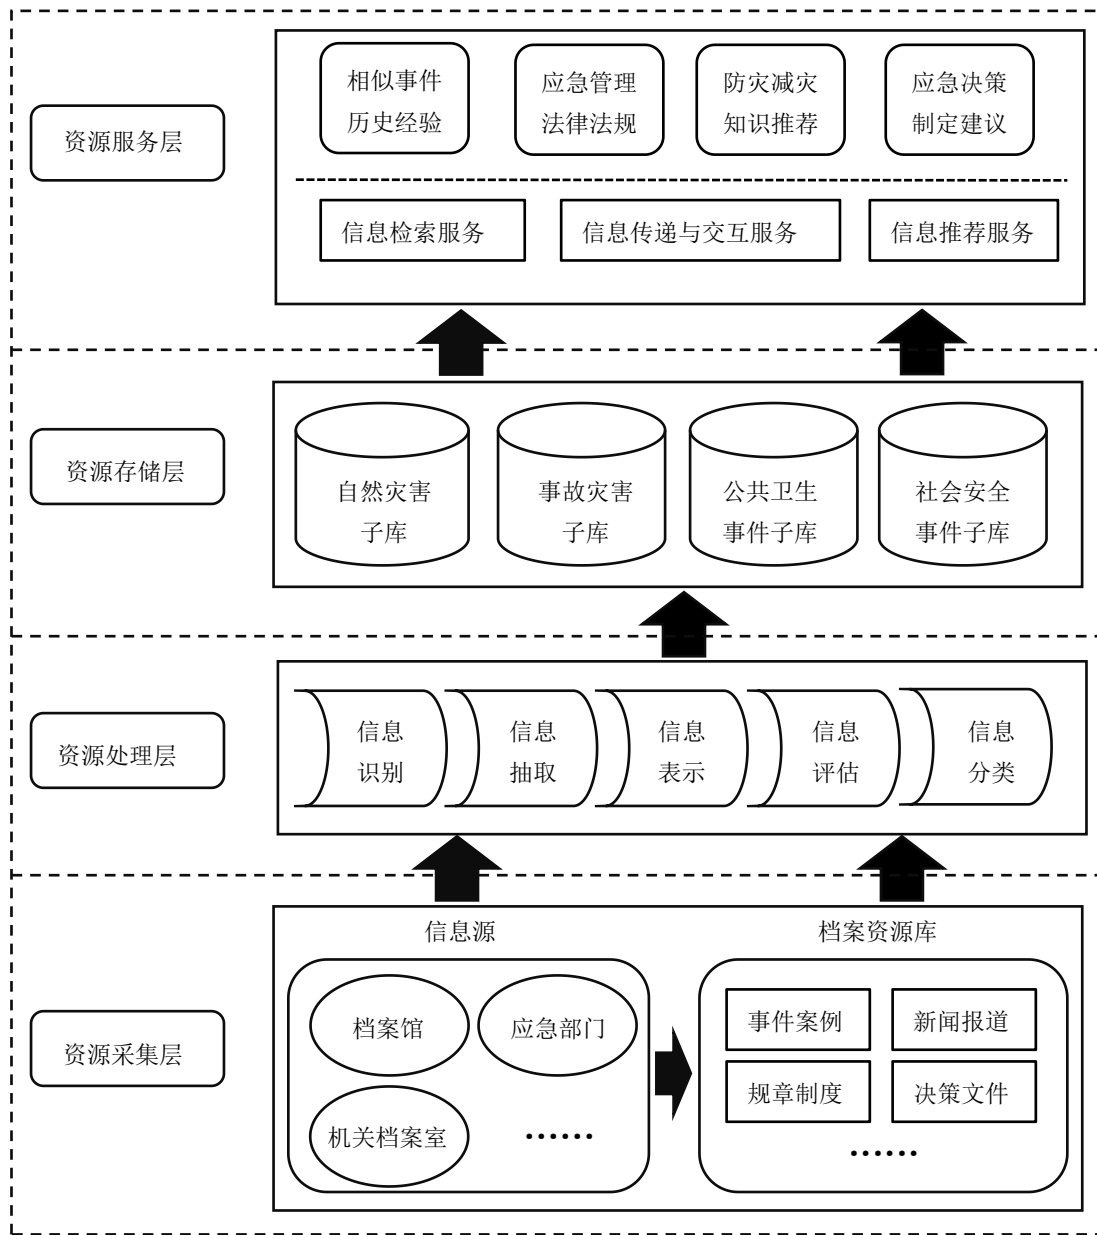 资源服务层
相似事件
历史经验
应急管理
法律法规
防灾减灾
知识推荐
应急决策
制定建议
信息检索服务
信息传递与交互服务
信息推荐服务
资源存储层
自然灾害
子库
事故灾害
子库
公共卫生
事件子库
社会安全
事件子库
资源处理层
信息
识别
信息
抽取
信息
表示
信息
评估
信息
分类
资源采集层
信息源
档案馆
应急部门
机关档案室
……
档案资源库
事件案例
新闻报道
规章制度
决策文件
……